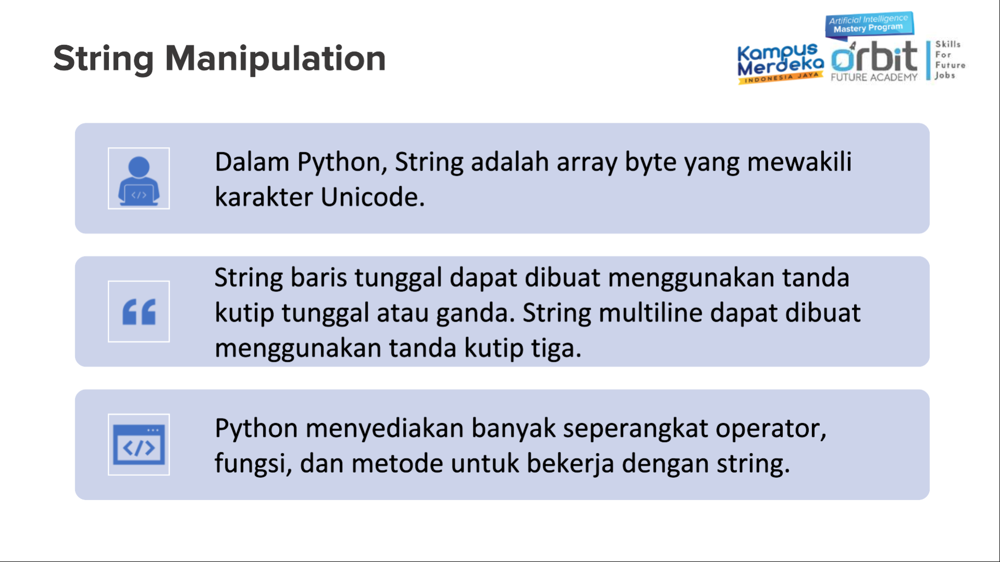 String Manipulation
Artificial Intelligence
Mastery Program
Kampus
Merdeka
INDONESIA JAYA
orbit
FUTURE ACADEMY
Skills
For
Future
Jobs
Dalam Python, String adalah array byte yang mewakili
karakter Unicode.
String baris tunggal dapat dibuat menggunakan tanda
kutip tunggal atau ganda. String multiline dapat dibuat
menggunakan tanda kutip tiga.
Python menyediakan banyak seperangkat operator,
fungsi, dan metode untuk bekerja dengan string.